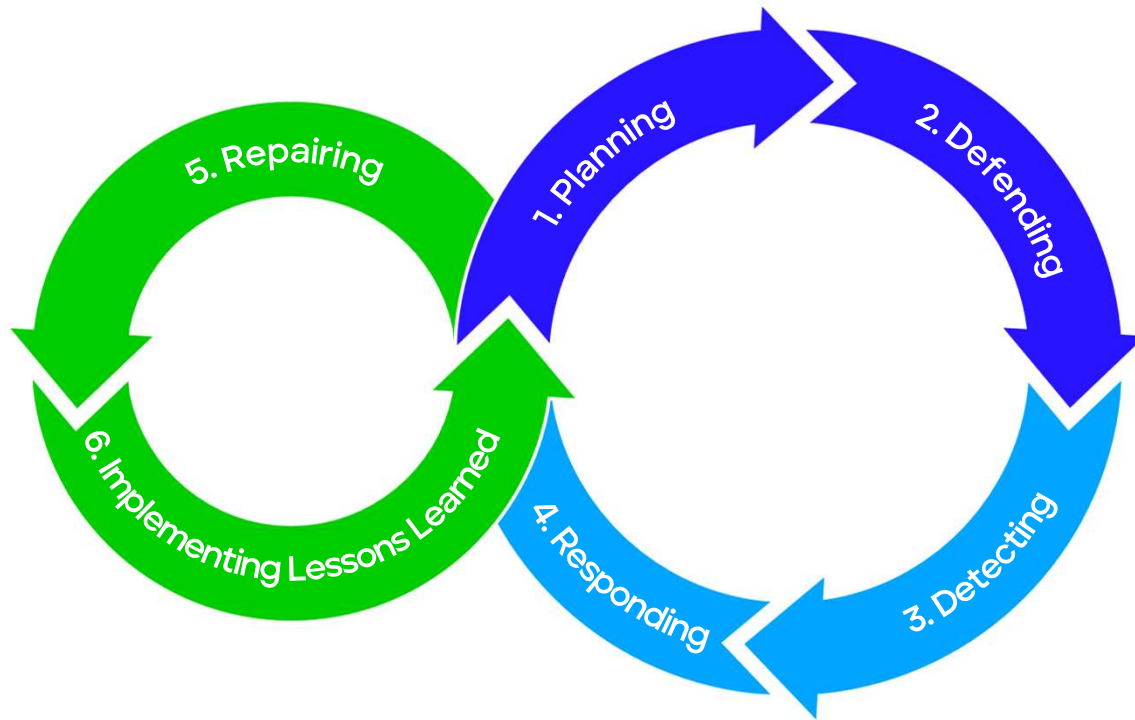 1. Planning
2. Defending
3. Detecting
4. Responding
5. Repairing
6. Implementing Lessons Learned